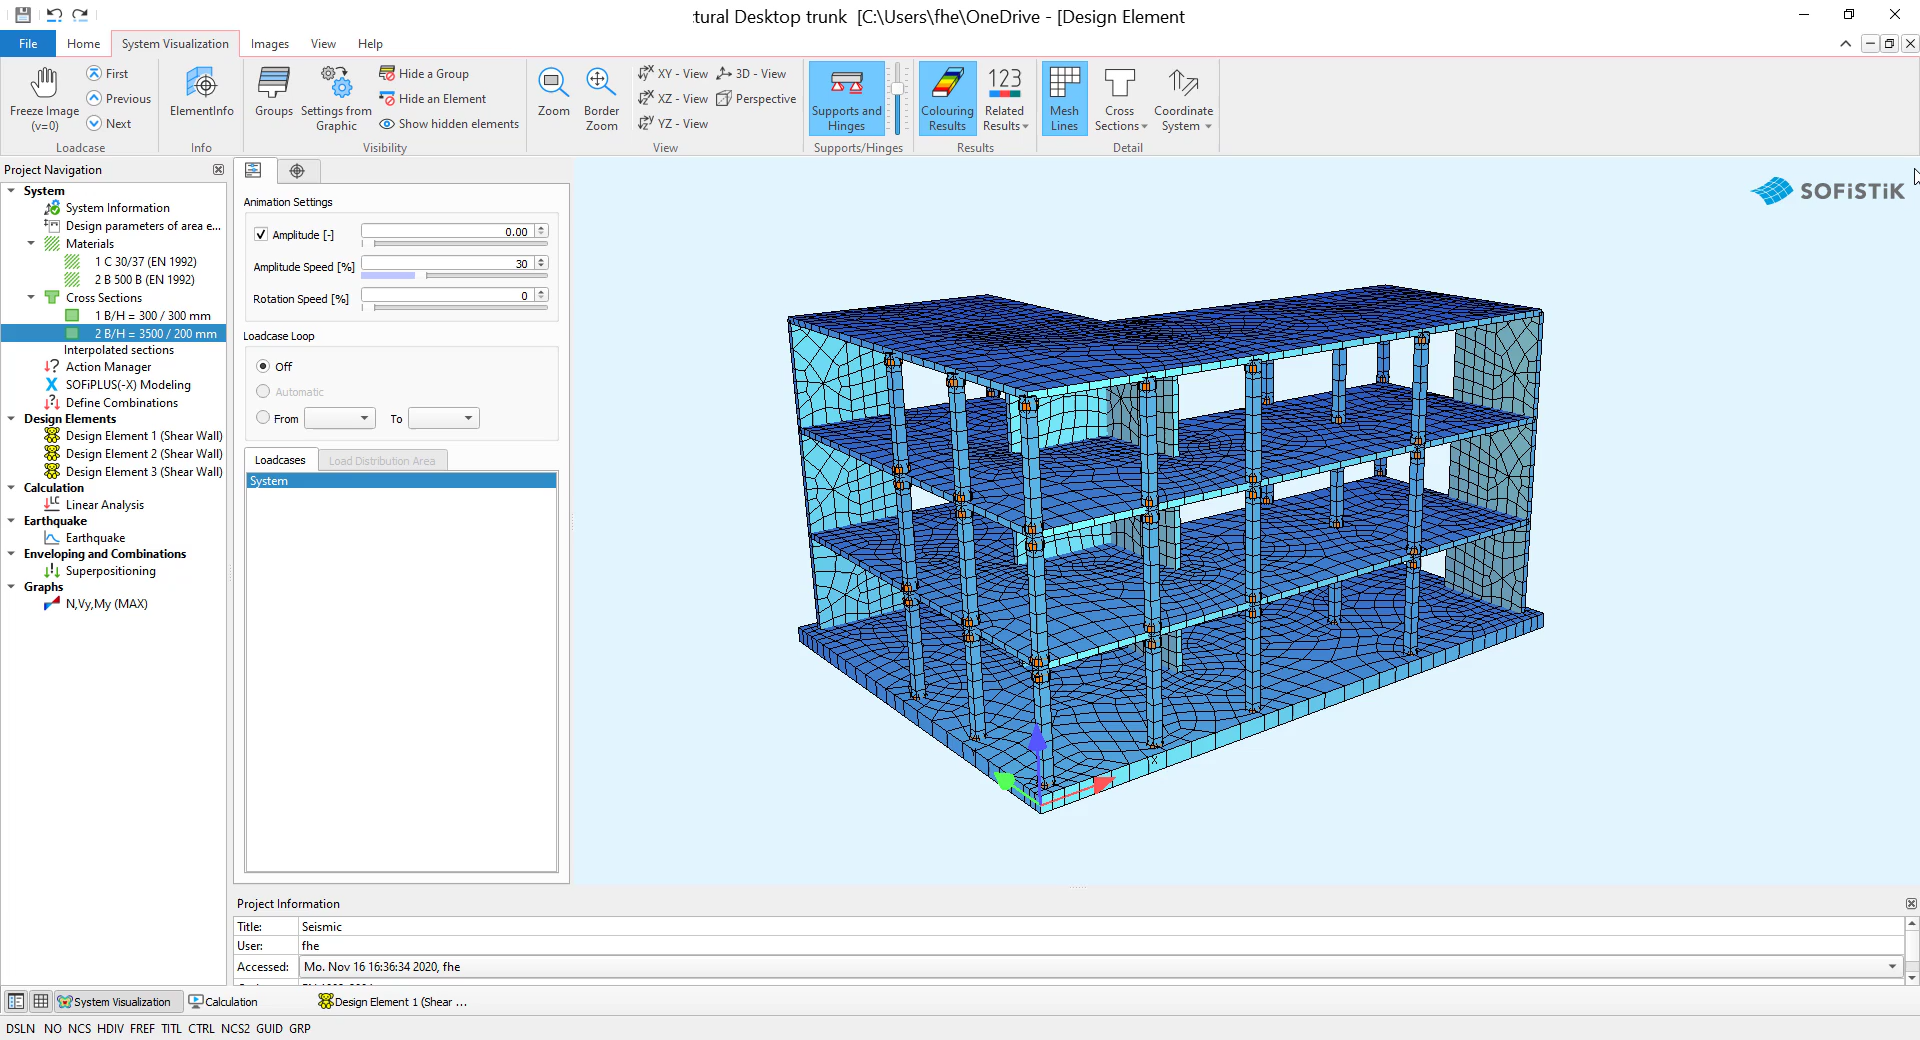 :tural Desktop trunk [C:\Users\fhe\OneDrive - [Design Element
File Home System Visualization Images View Help
Freeze Image (v=0)
First
Previous
Next
Loadcase
ElementInfo
Info
Groups
Settings from Graphic
Hide a Group
Hide an Element
Show hidden elements
Visibility
Zoom
Border Zoom
XY - View
XZ - View
YZ - View
3D - View
Perspective
View
Supports and Hinges
Supports/Hinges
Colouring Results
123
Related Results
Results
Mesh Lines
Cross Sections
Coordinate System
Detail
Project Navigation
System
System Information
Design parameters of area e...
Materials
1 C 30/37 (EN 1992)
2 B 500 B (EN 1992)
Cross Sections
1 B/H = 300 / 300 mm
2 B/H = 3500 / 200 mm
Interpolated sections
Action Manager
SOFiPLUS(-X) Modeling
Define Combinations
Design Elements
Design Element 1 (Shear Wall)
Design Element 2 (Shear Wall)
Design Element 3 (Shear Wall)
Calculation
Linear Analysis
Earthquake
Earthquake
Enveloping and Combinations
Superpositioning
Graphs
N,Vy,My (MAX)
Animation Settings
Amplitude [-] 0.00
Amplitude Speed [%] 30
Rotation Speed [%] 0
Loadcase Loop
Off
Automatic
From To
Loadcases Load Distribution Area
System
SOFiSTiK
X
Project Information
Title: Seismic
User: fhe
Accessed: Mo. Nov 16 16:36:34 2020, fhe
System Visualization Calculation Design Element 1 (Shear ...
DSLN NO NCS HDIV FREF TITL CTRL NCS2 GUID GRP